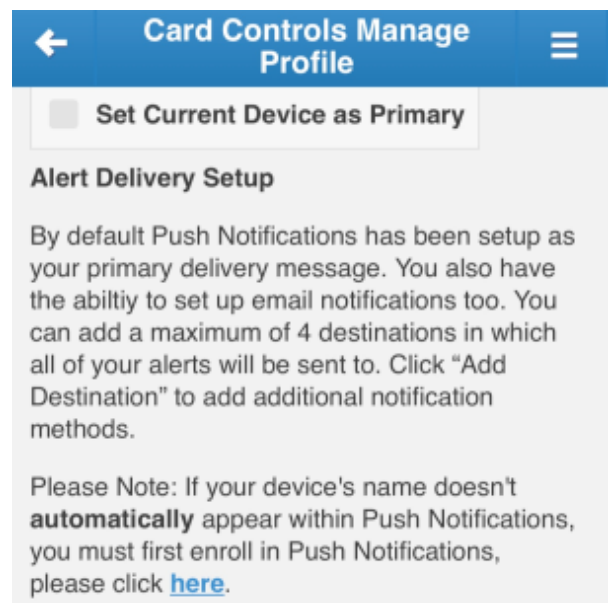 Card Controls Manage
Profile
Set Current Device as Primary
Alert Delivery Setup
By default Push Notifications has been setup as
your primary delivery message. You also have
the abiltiy to set up email notifications too. You
can add a maximum of 4 destinations in which
all of your alerts will be sent to. Click “Add
Destination” to add additional notification
methods.
Please Note: If your device's name doesn't
automatically appear within Push Notifications,
you must first enroll in Push Notifications,
please click here.